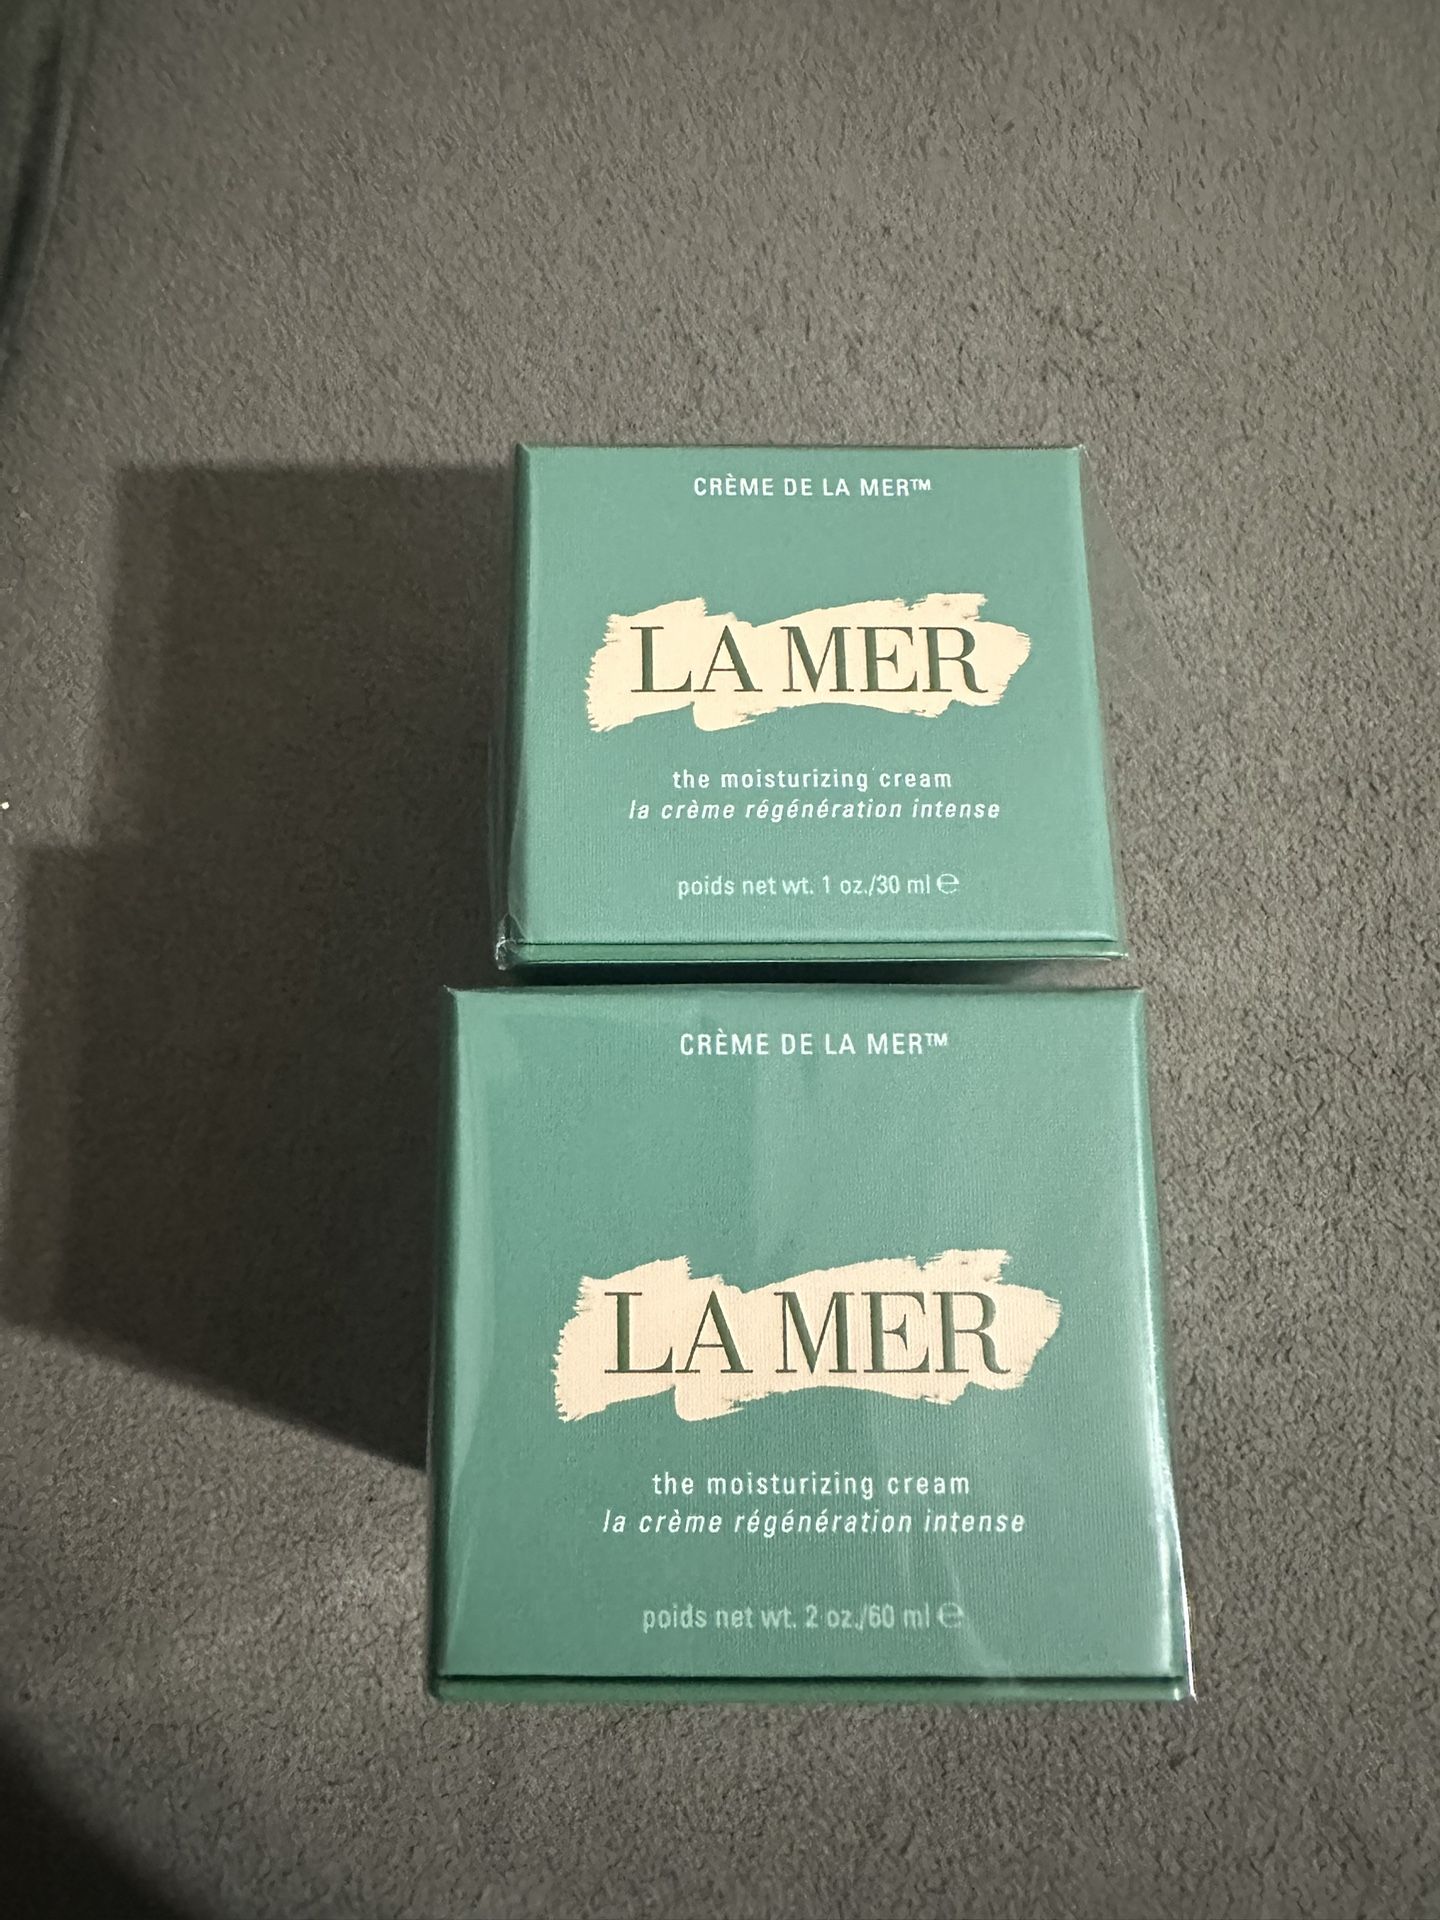 CRÈME DE LA MER™
LA MER
the moisturizing cream
la crème régénération intense
poids net wt. 1 oz./30 ml ℮
CRÈME DE LA MER™
LA MER
the moisturizing cream
la crème régénération intense
poids net wt. 2 oz./60 ml ℮